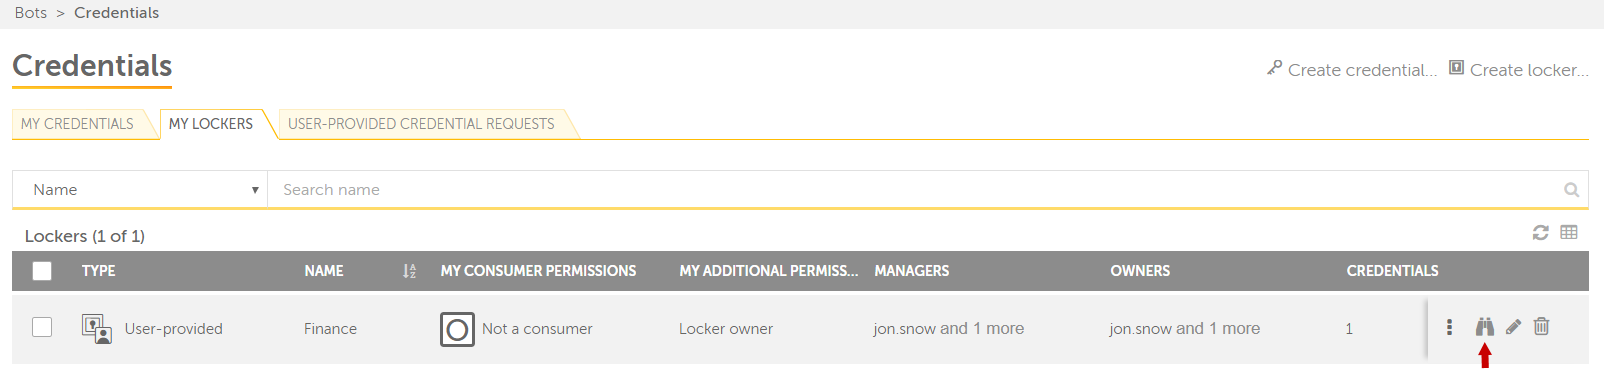 Bots > Credentials
Credentials
Create credential... Create locker...
MY CREDENTIALS MY LOCKERS USER-PROVIDED CREDENTIAL REQUESTS
Name Search name
Lockers (1 of 1)
TYPE NAME MY CONSUMER PERMISSIONS MY ADDITIONAL PERMISS... MANAGERS OWNERS CREDENTIALS
User-provided Finance Not a consumer Locker owner jon.snow and 1 more jon.snow and 1 more 1